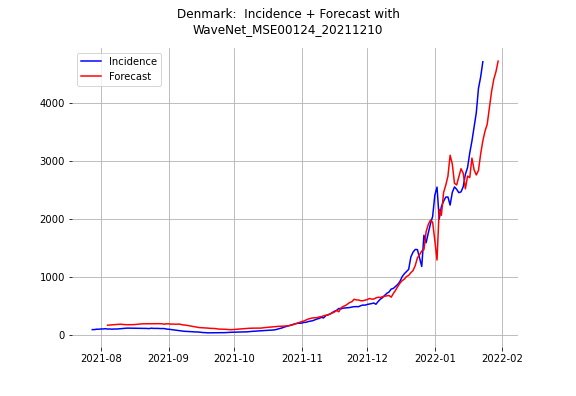 Denmark:  Incidence + Forecast with
WaveNet_MSE00124_20211210
Incidence
Forecast
4000
3000
2000
1000
0
2021-08 2021-09 2021-10 2021-11 2021-12 2022-01 2022-02